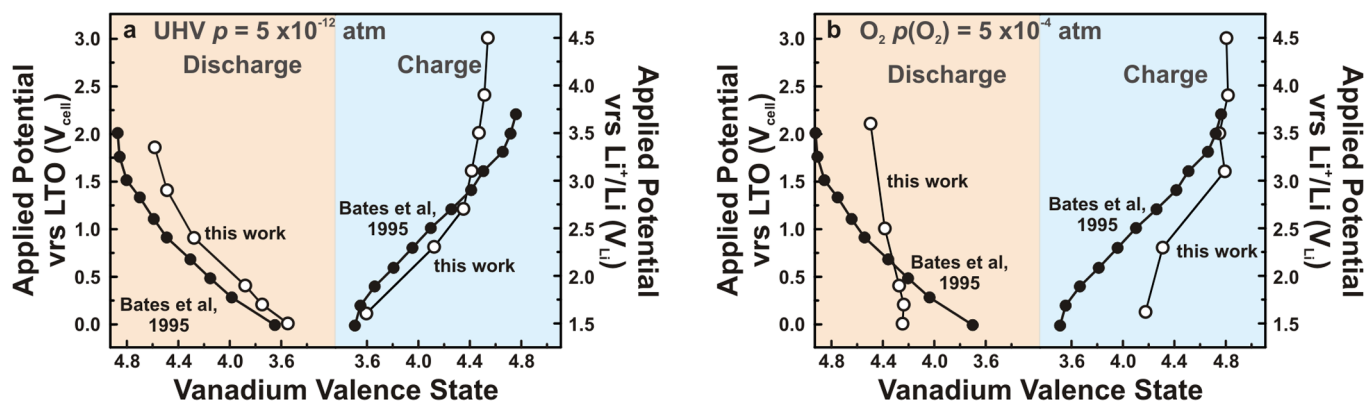 a UHV p = 5 x10⁻¹² atm
Discharge
Charge
Applied Potential
vrs LTO (Vcell)
3.0
2.5
2.0
1.5
1.0
0.5
0.0
this work
Bates et al,
1995
Bates et al,
1995
this work
4.5
4.0
3.5
3.0
2.5
2.0
1.5
Applied Potential
vrs Li⁺/Li (VLi)
4.8 4.4 4.0 3.6 3.6 4.0 4.4 4.8
Vanadium Valence State
b O₂ p(O₂) = 5 x10⁻⁴ atm
Discharge
Charge
Applied Potential
vrs LTO (Vcell)
3.0
2.5
2.0
1.5
1.0
0.5
0.0
this work
Bates et al,
1995
Bates et al,
1995
this work
4.5
4.0
3.5
3.0
2.5
2.0
1.5
Applied Potential
vrs Li⁺/Li (VLi)
4.8 4.4 4.0 3.6 3.6 4.0 4.4 4.8
Vanadium Valence State